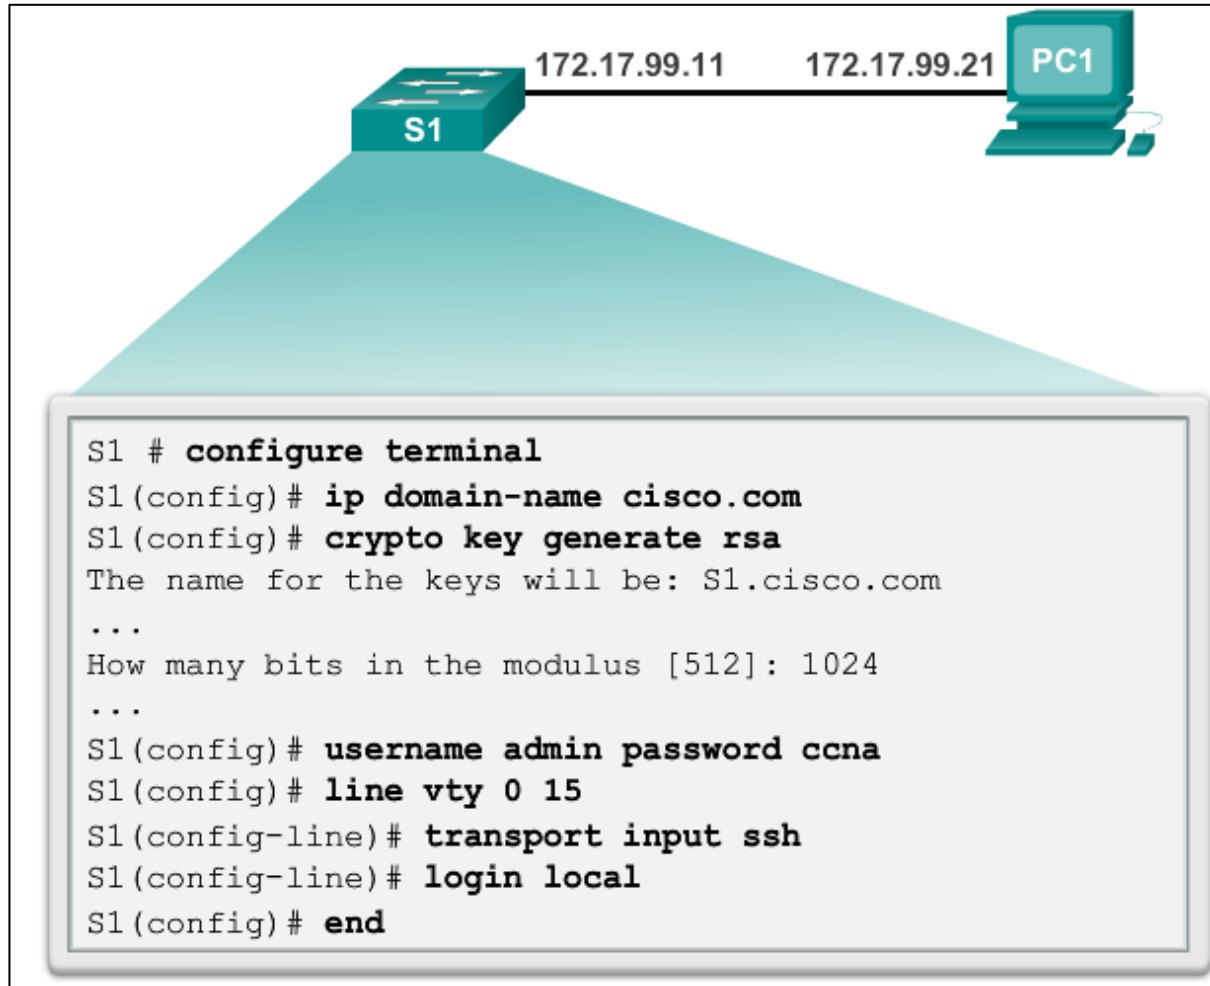 172.17.99.11 172.17.99.21 PC1
S1
S1 # configure terminal
S1(config)# ip domain-name cisco.com
S1(config)# crypto key generate rsa
The name for the keys will be: S1.cisco.com
...
How many bits in the modulus [512]: 1024
...
S1(config)# username admin password ccna
S1(config)# line vty 0 15
S1(config-line)# transport input ssh
S1(config-line)# login local
S1(config)# end